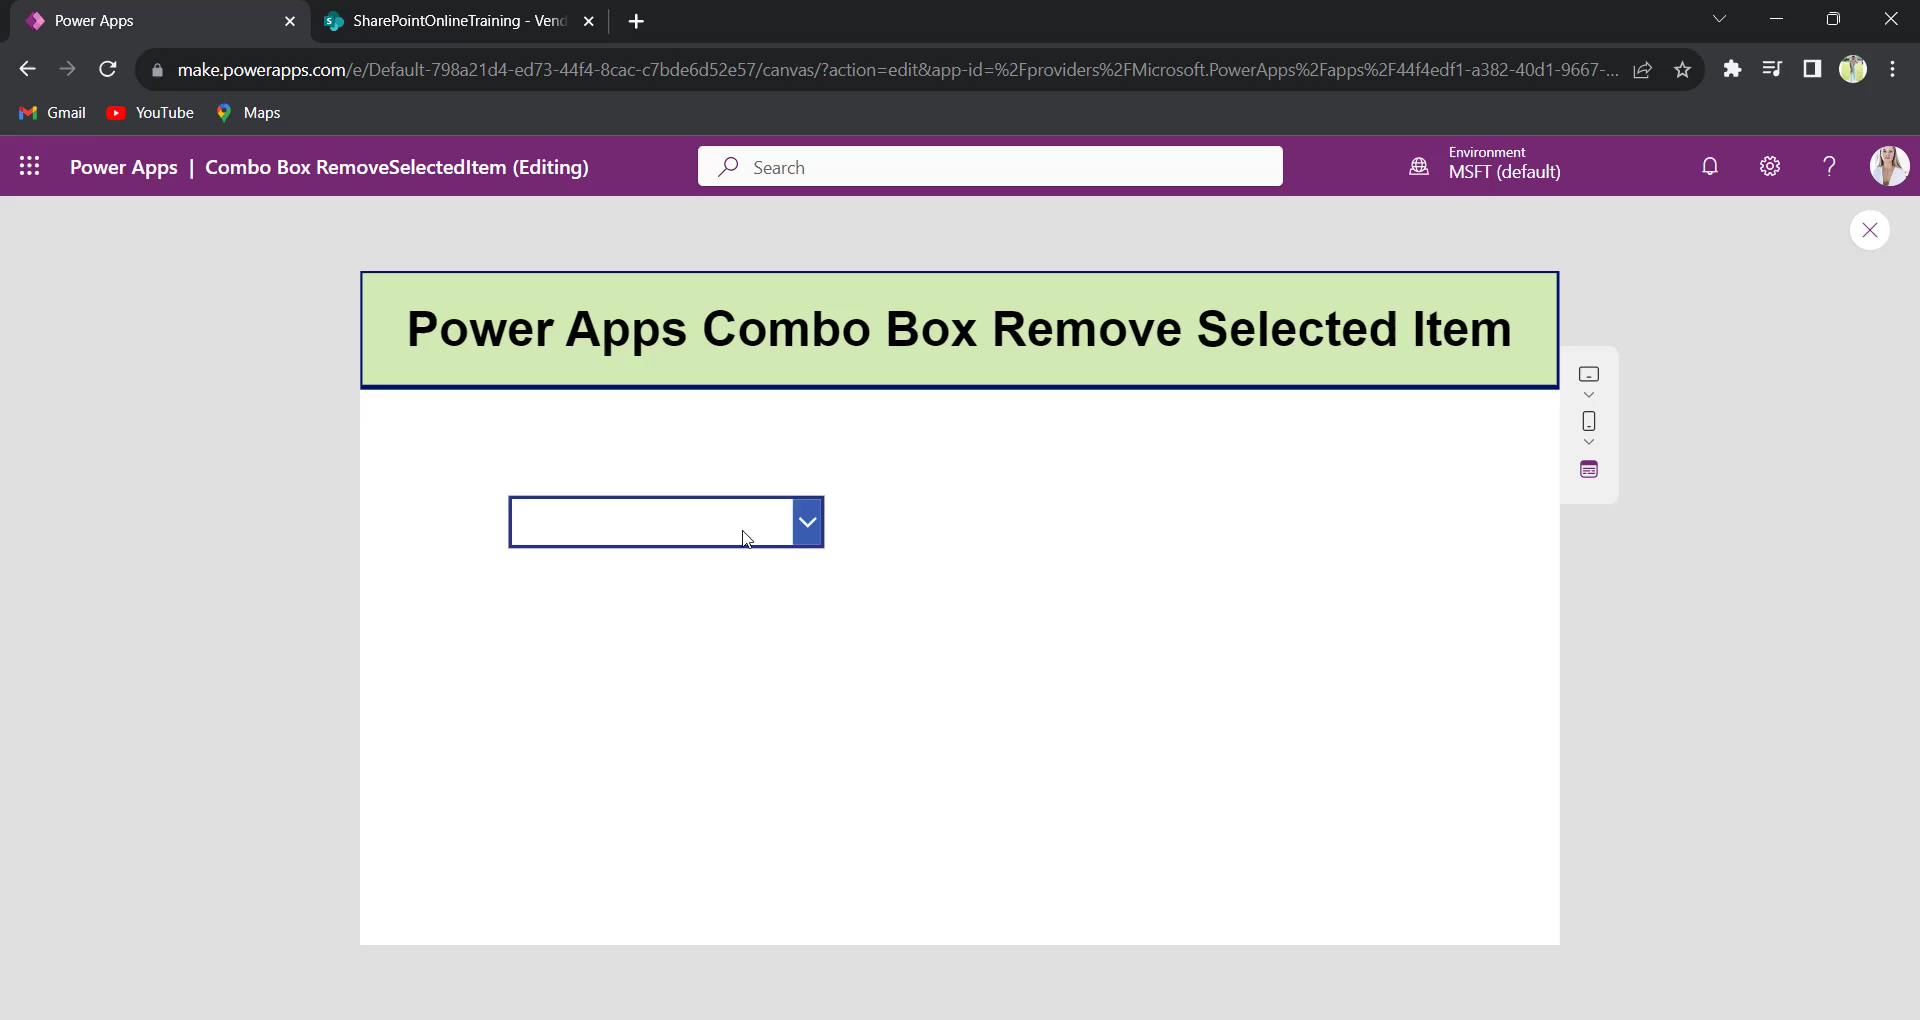 Power Apps
SharePointOnlineTraining - Vend
make.powerapps.com/e/Default-798a21d4-ed73-44f4-8cac-c7bde6d52e57/canvas/?action=edit&app-id=%2Fproviders%2FMicrosoft.PowerApps%2Fapps%2F44f4edf1-a382-40d1-9667-...
Gmail
YouTube
Maps
Power Apps | Combo Box RemoveSelectedItem (Editing)
Search
Environment
MSFT (default)
Power Apps Combo Box Remove Selected Item